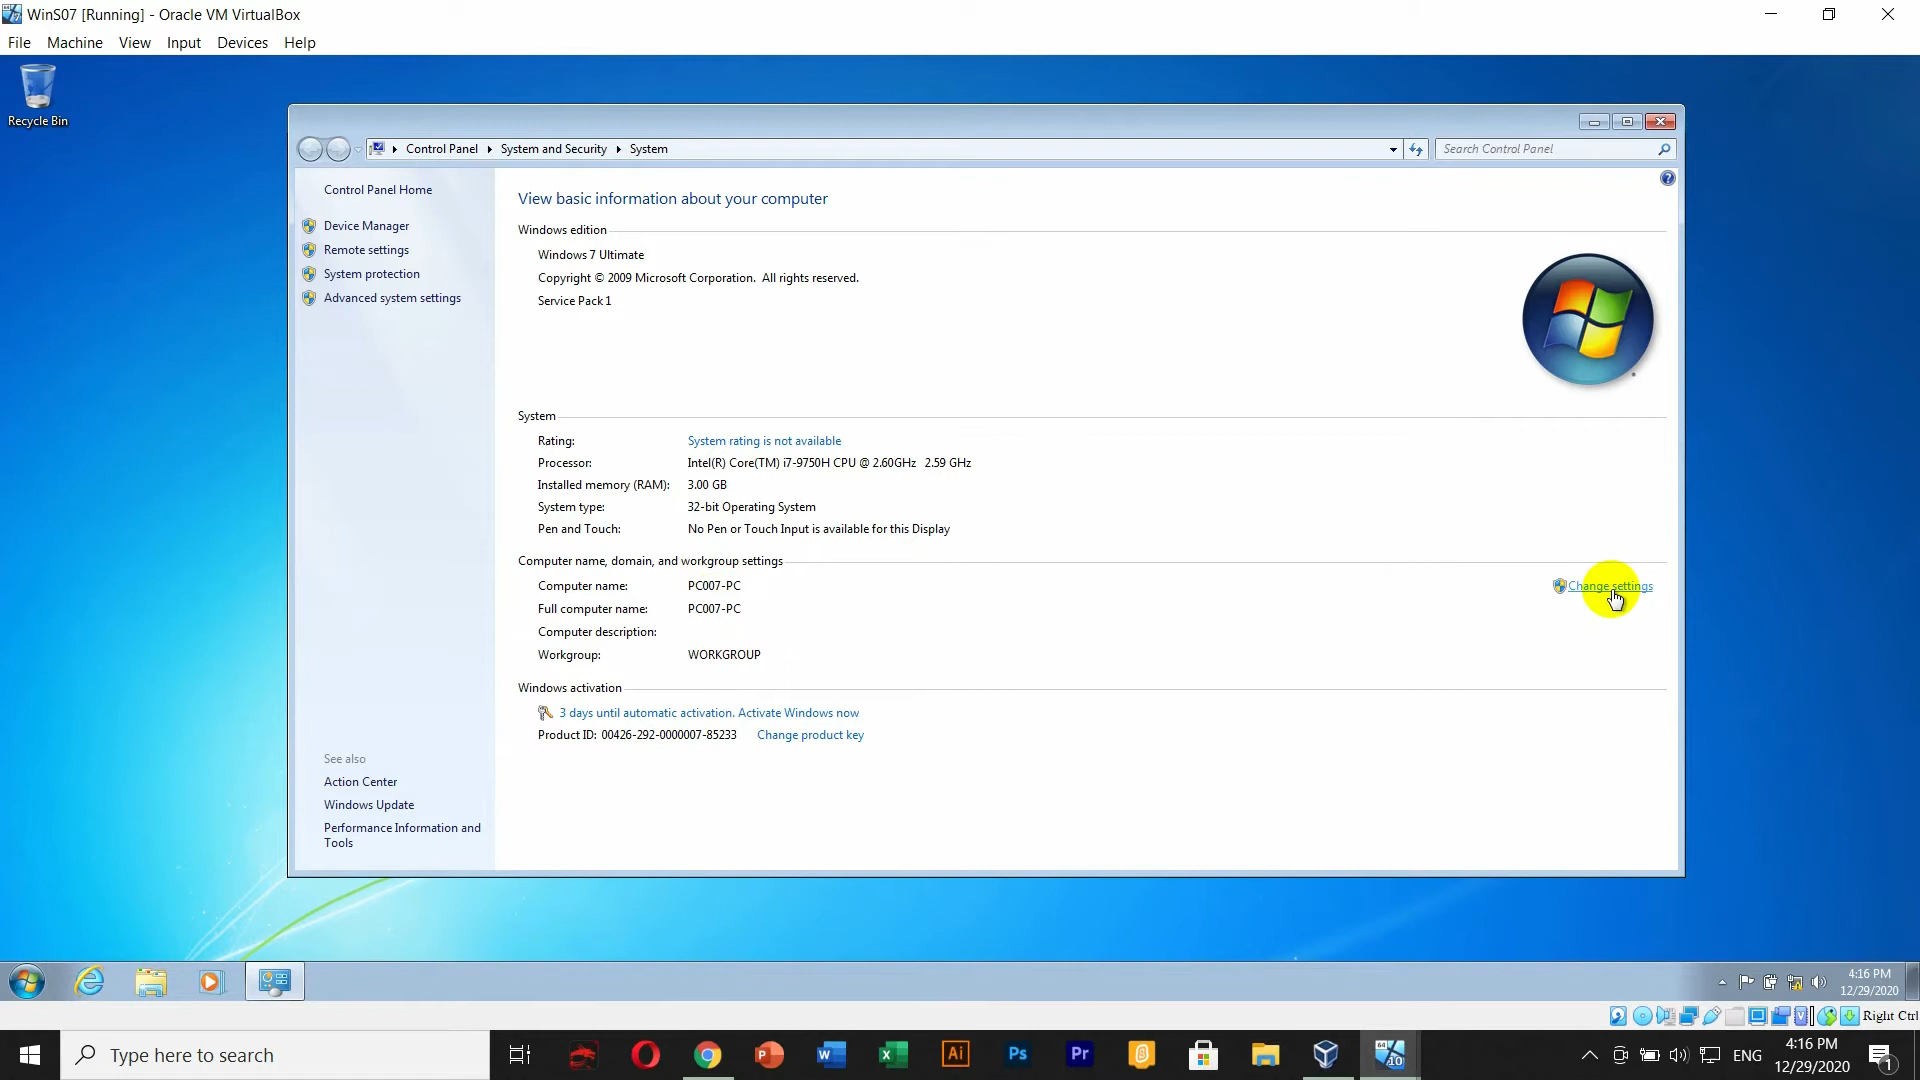 WinS07 [Running] - Oracle VM VirtualBox
File Machine View Input Devices Help
Recycle Bin
Control Panel System and Security System
Search Control Panel
Control Panel Home
Device Manager
Remote settings
System protection
Advanced system settings
View basic information about your computer
Windows edition
Windows 7 Ultimate
Copyright © 2009 Microsoft Corporation. All rights reserved.
Service Pack 1
System
Rating: System rating is not available
Processor: Intel(R) Core(TM) i7-9750H CPU @ 2.60GHz 2.59 GHz
Installed memory (RAM): 3.00 GB
System type: 32-bit Operating System
Pen and Touch: No Pen or Touch Input is available for this Display
Computer name, domain, and workgroup settings
Computer name: PC007-PC
Change settings
Full computer name: PC007-PC
Computer description:
Workgroup: WORKGROUP
Windows activation
3 days until automatic activation. Activate Windows now
Product ID: 00426-292-0000007-85233 Change product key
See also
Action Center
Windows Update
Performance Information and
Tools
4:16 PM
12/29/2020
Right Ctrl
Type here to search
P W X Ai Ps Pr
64
10
ENG
4:16 PM
12/29/2020
1